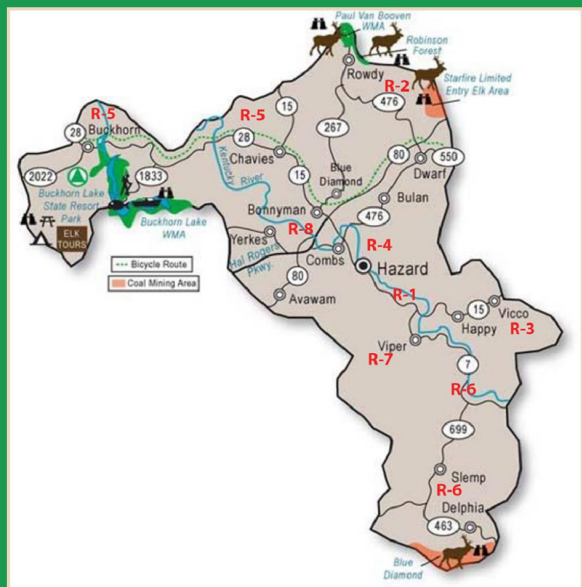 Paul Van Booven
WMA
Robinson
Forest
Rowdy
R-2
Starfire Limited
Entry Elk Area
476
R-5
R-5
15
267
Buckhorn
28
28
Chavies
80
550
Dwarf
2022
1833
Kentucky
River
15
Blue
Diamond
Buckhorn Lake
State Resort
Park
Bonnyman
476
Bulan
Buckhorn Lake
WMA
ELK
TOURS
Yerkes
R-8
R-4
Combs
Hal Rogers
Pkwy.
Hazard
Bicycle Route
Coal Mining Area
80
Avawam
R-1
15
Vicco
Happy
R-3
Viper
R-7
7
R-6
699
Slemp
R-6
Delphia
463
Blue
Diamond